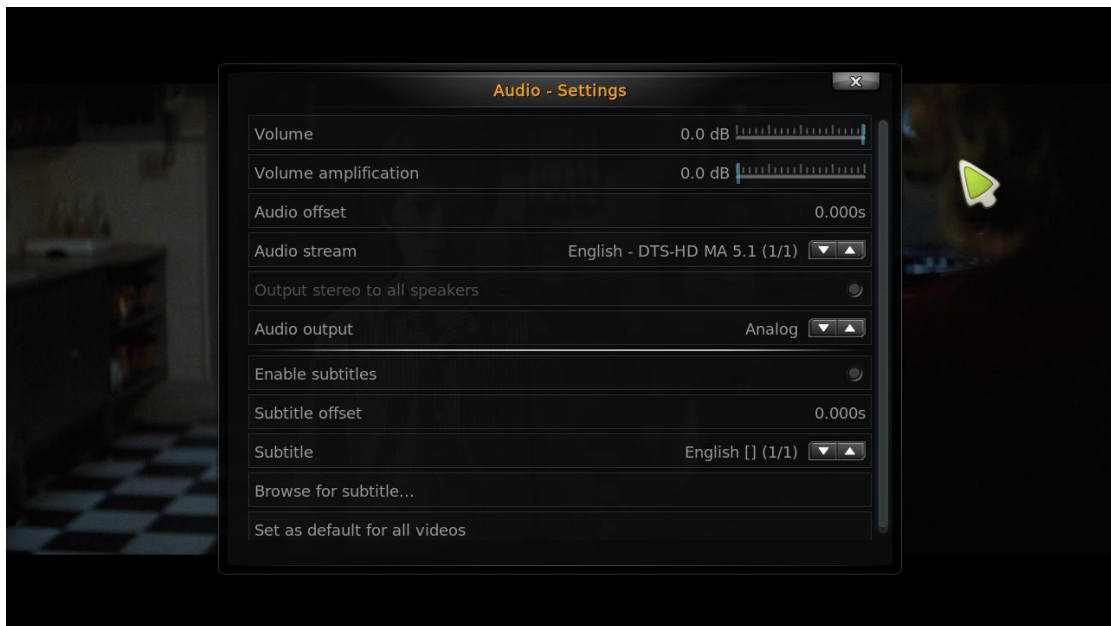 Audio - Settings
Volume 0.0 dB
Volume amplification 0.0 dB
Audio offset 0.000s
Audio stream English - DTS-HD MA 5.1 (1/1)
Output stereo to all speakers
Audio output Analog
Enable subtitles
Subtitle offset 0.000s
Subtitle English [] (1/1)
Browse for subtitle...
Set as default for all videos